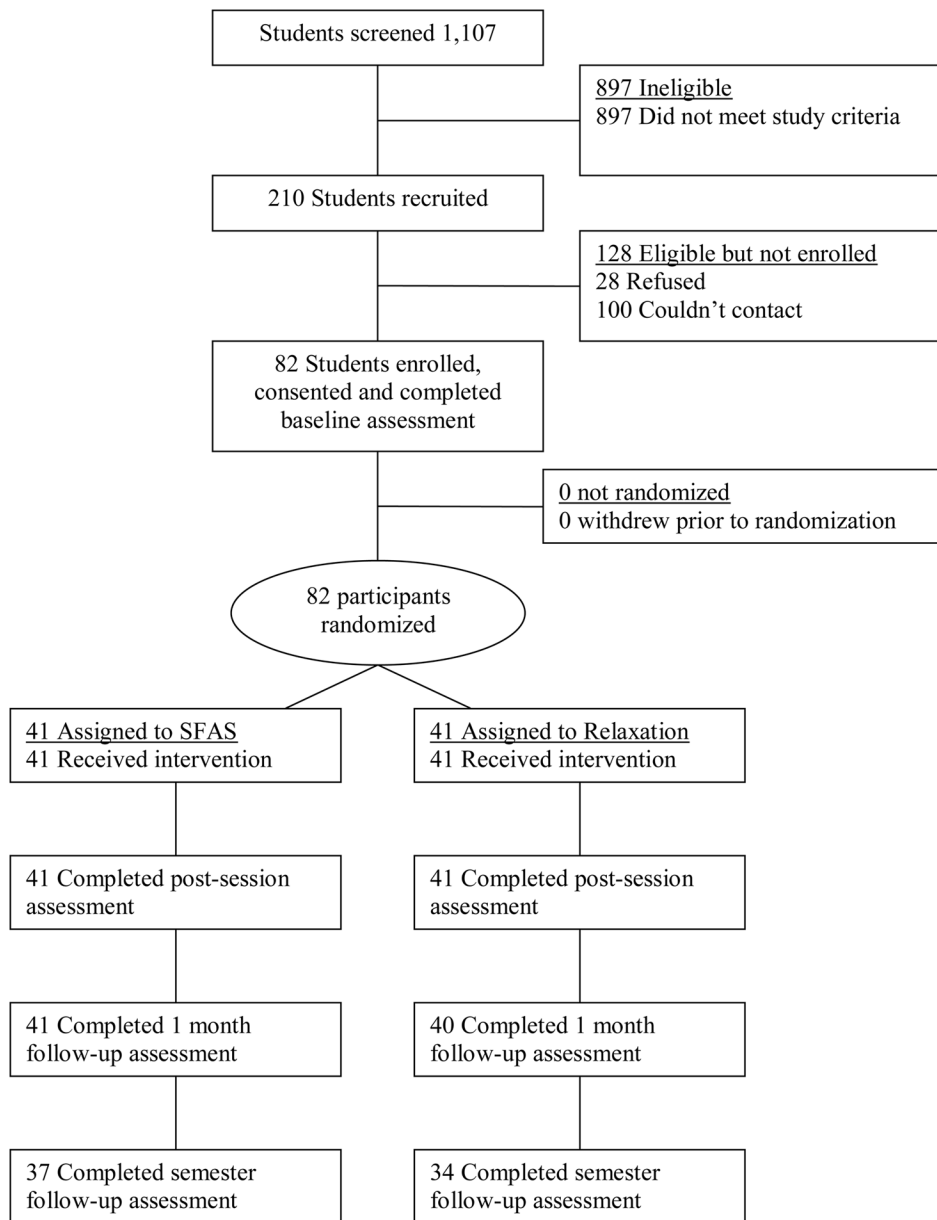 Students screened 1,107
897 Ineligible
897 Did not meet study criteria
210 Students recruited
128 Eligible but not enrolled
28 Refused
100 Couldn’t contact
82 Students enrolled,
consented and completed
baseline assessment
0 not randomized
0 withdrew prior to randomization
82 participants
randomized
41 Assigned to SFAS
41 Received intervention
41 Assigned to Relaxation
41 Received intervention
41 Completed post-session
assessment
41 Completed post-session
assessment
41 Completed 1 month
follow-up assessment
40 Completed 1 month
follow-up assessment
37 Completed semester
follow-up assessment
34 Completed semester
follow-up assessment